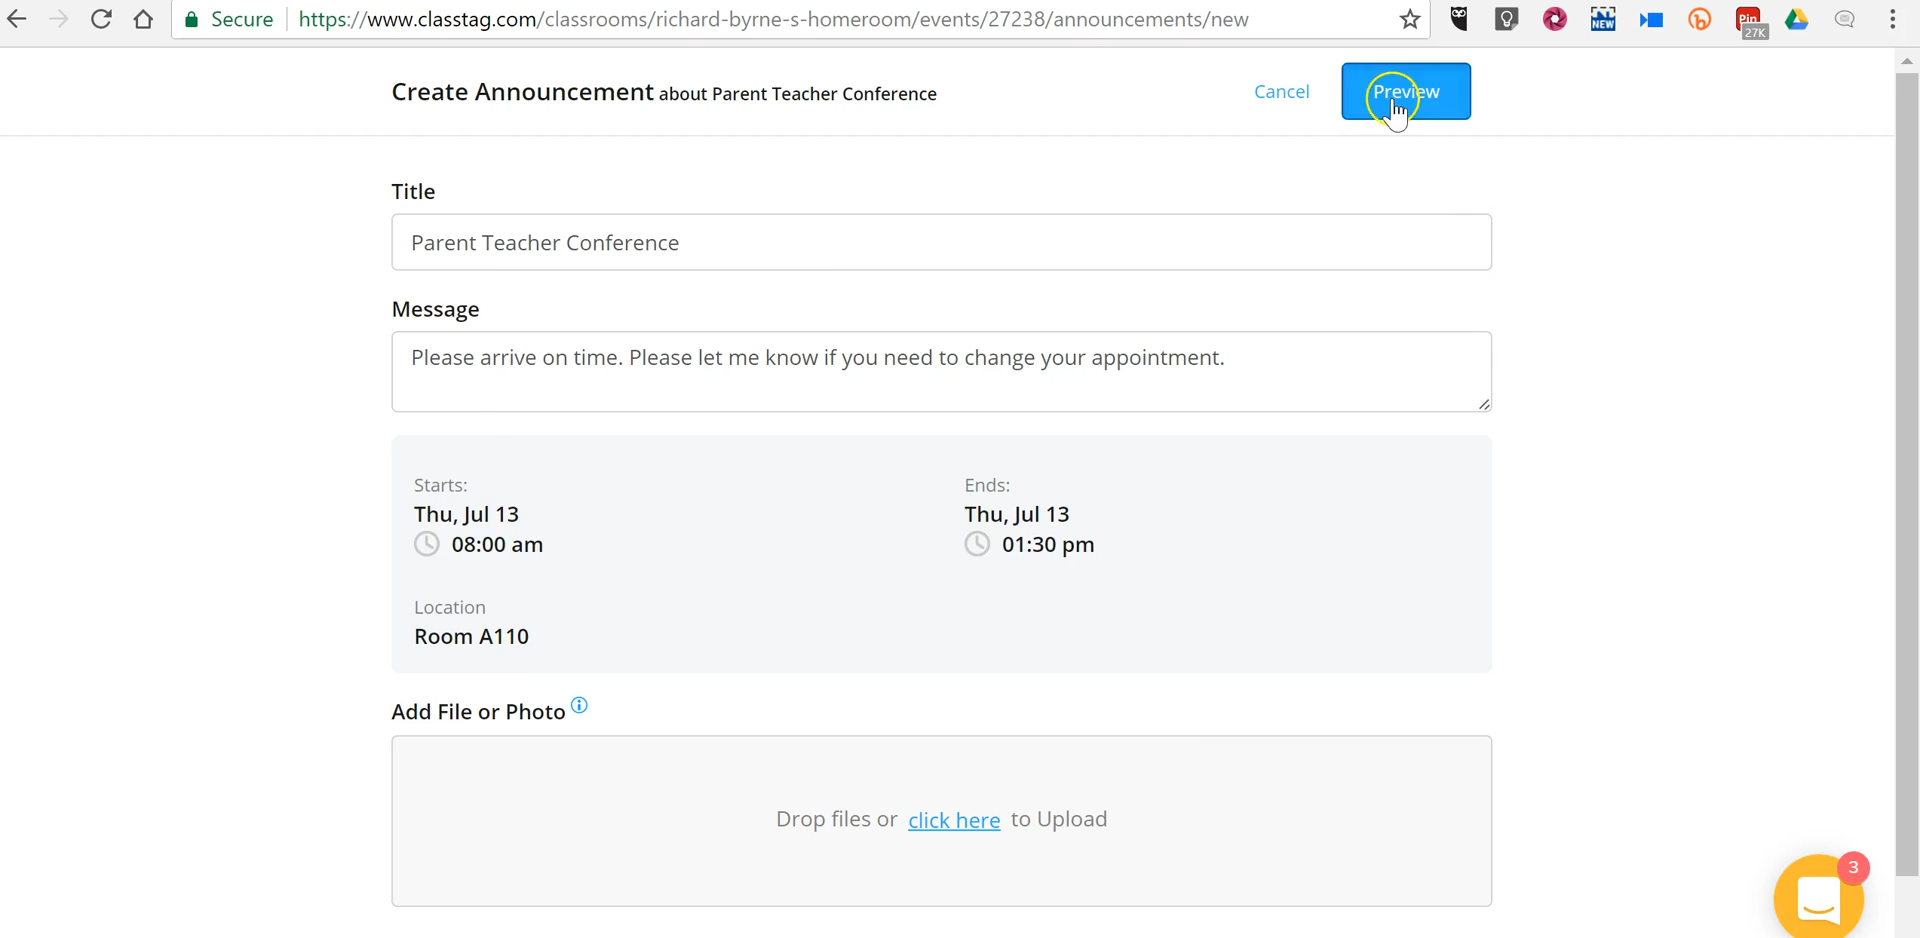 Secure https://www.classtag.com/classrooms/richard-byrne-s-homeroom/events/27238/announcements/new
NEW
Pin
27K
Create Announcement about Parent Teacher Conference
Cancel
Preview
Title
Parent Teacher Conference
Message
Please arrive on time. Please let me know if you need to change your appointment.
Starts:
Thu, Jul 13
08:00 am
Ends:
Thu, Jul 13
01:30 pm
Location
Room A110
Add File or Photo
Drop files or click here to Upload
3